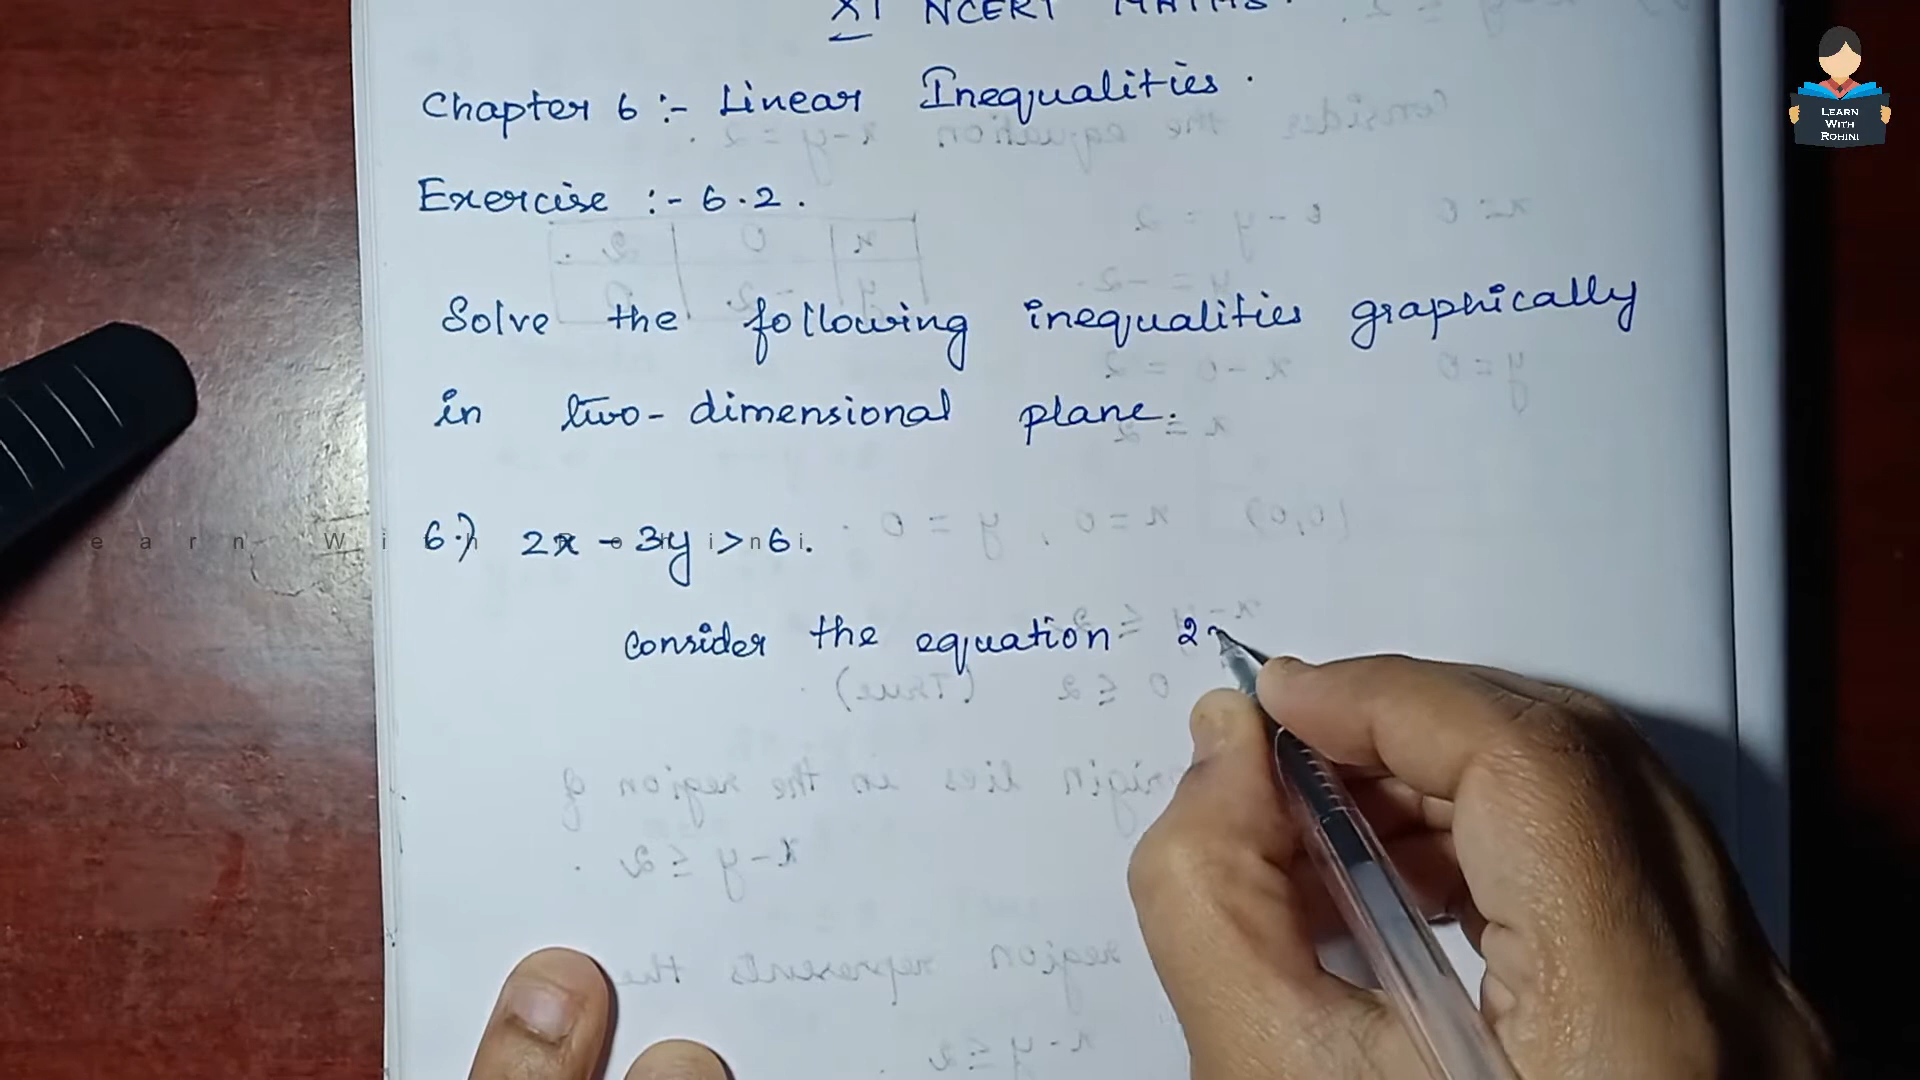 XI NCERT MATHS.
Chapter 6 :- Linear Inequalities.
Exercise :- 6.2.
Solve the following inequalities graphically
in two-dimensional plane.
6.) 2x - 3y > 6.
consider the equation 2x
LEARN
WITH
ROHINI